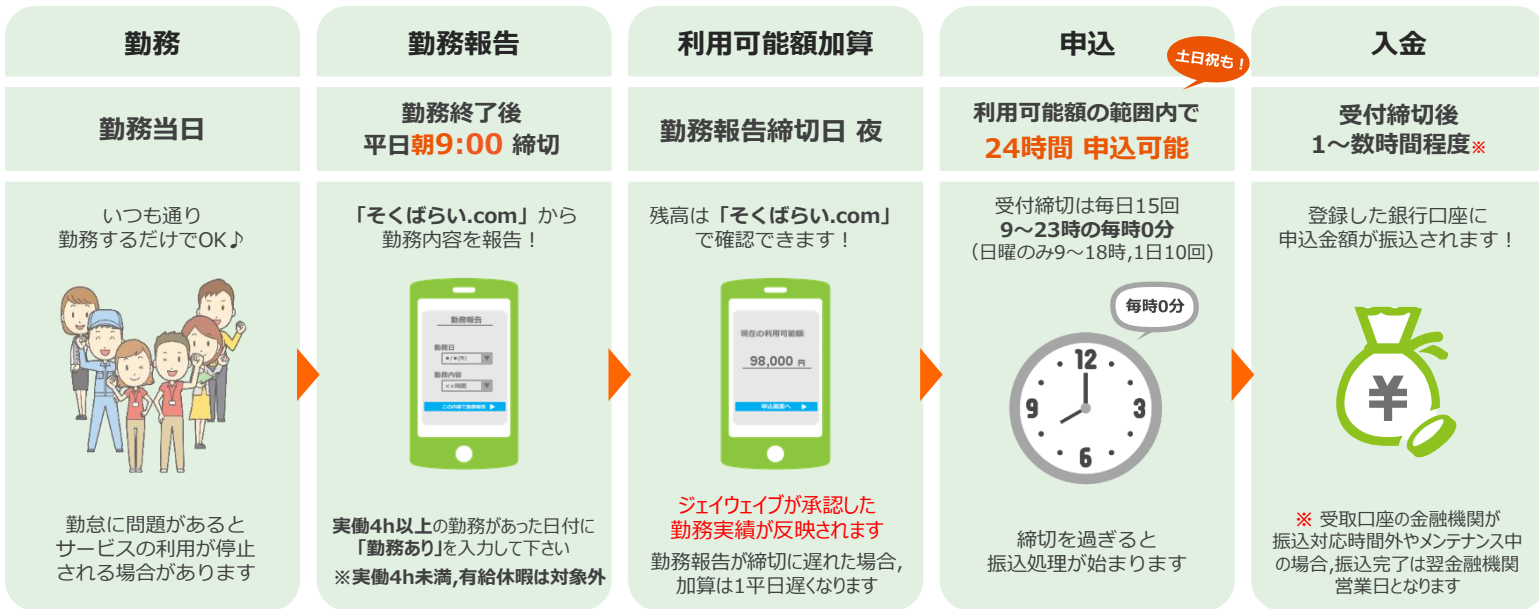 勤務
勤務当日
いつも通り
勤務するだけでOK♪
勤怠に問題があると
サービスの利用が停止
される場合があります
勤務報告
勤務終了後
平日朝9:00 締切
「そくばらい.com」から
勤務内容を報告！
勤務報告
勤務日
●/●(月)
▼
勤務内容
××時間
▼
この内容で勤務報告 ▶
実働4h以上の勤務があった日付に
「勤務あり」を入力して下さい
※実働4h未満,有給休暇は対象外
利用可能額加算
勤務報告締切日 夜
残高は「そくばらい.com」
で確認できます！
現在の利用可能額
98,000 円
申込画面へ ▶
ジェイウェイブが承認した
勤務実績が反映されます
勤務報告が締切に遅れた場合,
加算は1平日遅くなります
申込
土日祝も！
利用可能額の範囲内で
24時間 申込可能
受付締切は毎日15回
9～23時の毎時0分
（日曜のみ9～18時,1日10回)
毎時0分
12
9
3
6
締切を過ぎると
振込処理が始まります
入金
受付締切後
1～数時間程度※
登録した銀行口座に
申込金額が振込されます！
¥
※ 受取口座の金融機関が
振込対応時間外やメンテナンス中
の場合,振込完了は翌金融機関
営業日となります